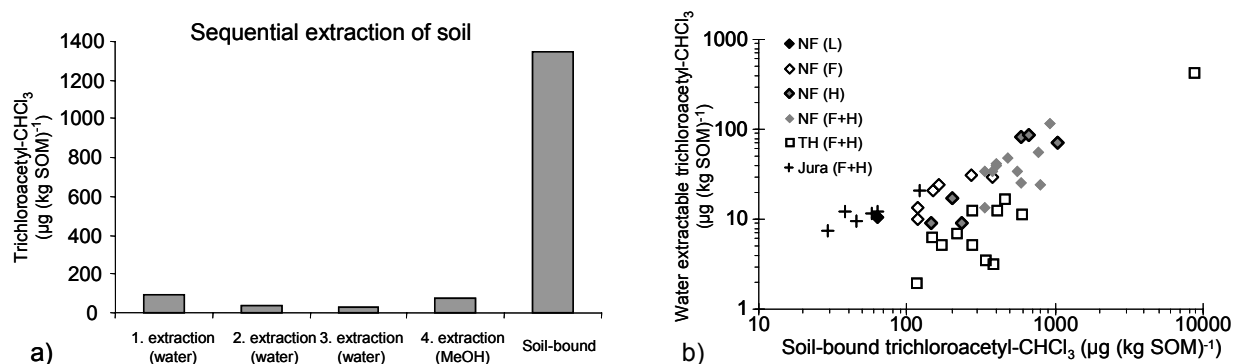 Sequential extraction of soil
Trichloroacetyl-CHCl₃
(µg (kg SOM)⁻¹)
1400
1200
1000
800
600
400
200
0
1. extraction (water)
2. extraction (water)
3. extraction (water)
4. extraction (MeOH)
Soil-bound
a)
Water extractable trichloroacetyl-CHCl₃
(µg (kg SOM)⁻¹)
1000
100
10
1
NF (L)
NF (F)
NF (H)
NF (F+H)
TH (F+H)
Jura (F+H)
10
100
1000
10000
Soil-bound trichloroacetyl-CHCl₃ (µg (kg SOM)⁻¹)
b)